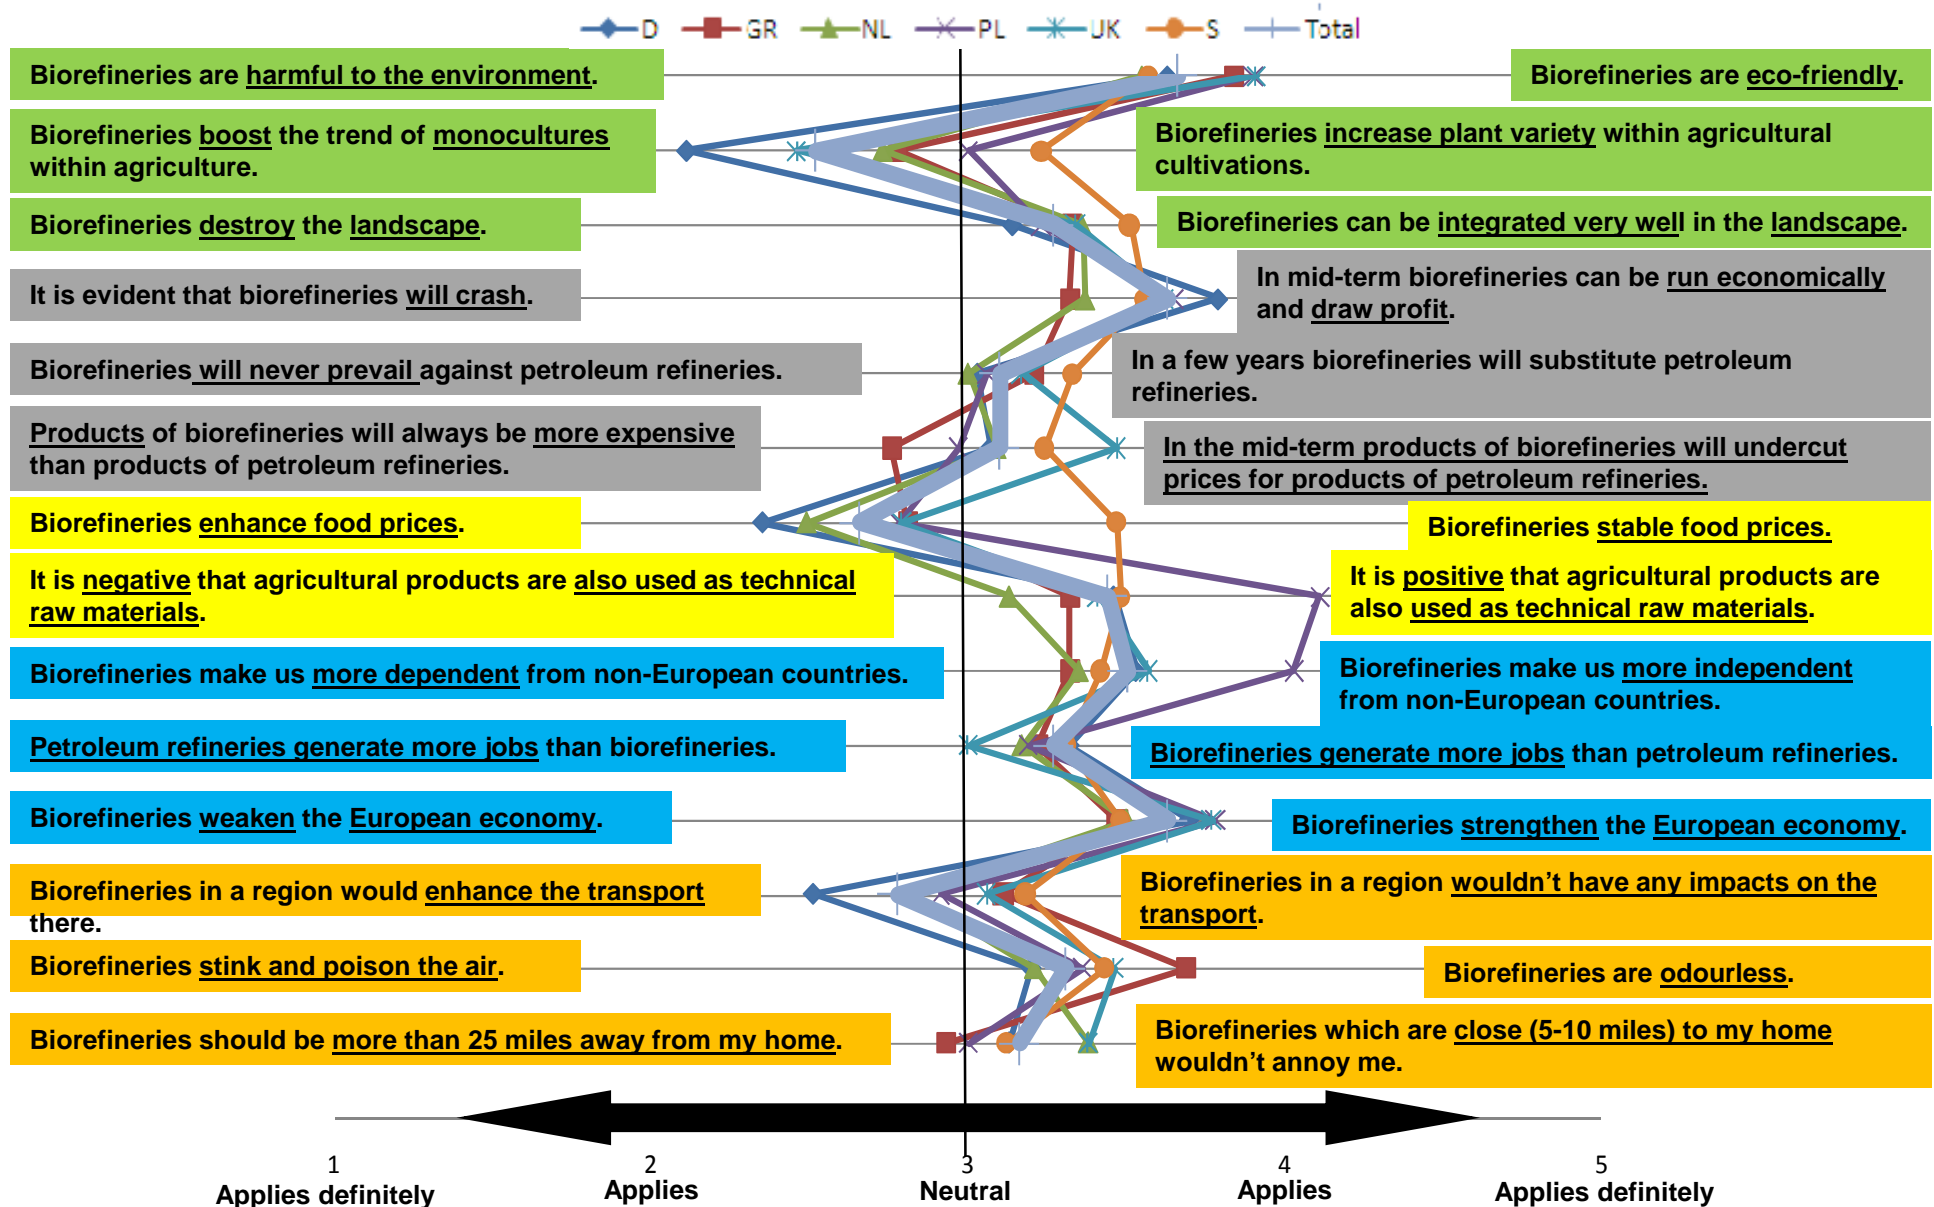 D GR NL PL UK S Total
Biorefineries are harmful to the environment.
Biorefineries are eco-friendly.
Biorefineries boost the trend of monocultures
within agriculture.
Biorefineries increase plant variety within agricultural
cultivations.
Biorefineries destroy the landscape.
Biorefineries can be integrated very well in the landscape.
It is evident that biorefineries will crash.
In mid-term biorefineries can be run economically
and draw profit.
Biorefineries will never prevail against petroleum refineries.
In a few years biorefineries will substitute petroleum
refineries.
Products of biorefineries will always be more expensive
than products of petroleum refineries.
In the mid-term products of biorefineries will undercut
prices for products of petroleum refineries.
Biorefineries enhance food prices.
Biorefineries stable food prices.
It is negative that agricultural products are also used as technical
raw materials.
It is positive that agricultural products are
also used as technical raw materials.
Biorefineries make us more dependent from non-European countries.
Biorefineries make us more independent
from non-European countries.
Petroleum refineries generate more jobs than biorefineries.
Biorefineries generate more jobs than petroleum refineries.
Biorefineries weaken the European economy.
Biorefineries strengthen the European economy.
Biorefineries in a region would enhance the transport
there.
Biorefineries in a region wouldn't have any impacts on the
transport.
Biorefineries stink and poison the air.
Biorefineries are odourless.
Biorefineries should be more than 25 miles away from my home.
Biorefineries which are close (5-10 miles) to my home
wouldn't annoy me.
1 2 3 4 5
Applies definitely Applies Neutral Applies Applies definitely